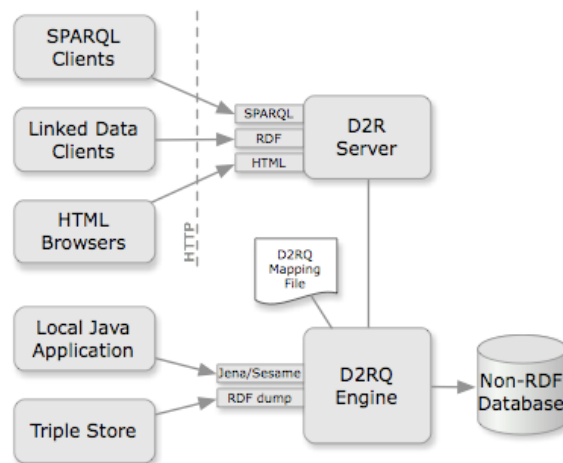 SPARQL
Clients
Linked Data
Clients
HTML
Browsers
HTTP
SPARQL
RDF
HTML
D2R
Server
D2RQ
Mapping
File
Local Java
Application
Triple Store
Jena/Sesame
RDF dump
D2RQ
Engine
Non-RDF
Database